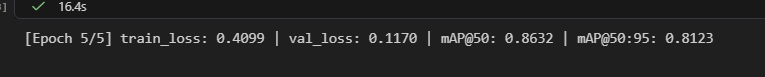 16.4s
[Epoch 5/5] train_loss: 0.4099 | val_loss: 0.1170 | mAP@50: 0.8632 | mAP@50:95: 0.8123